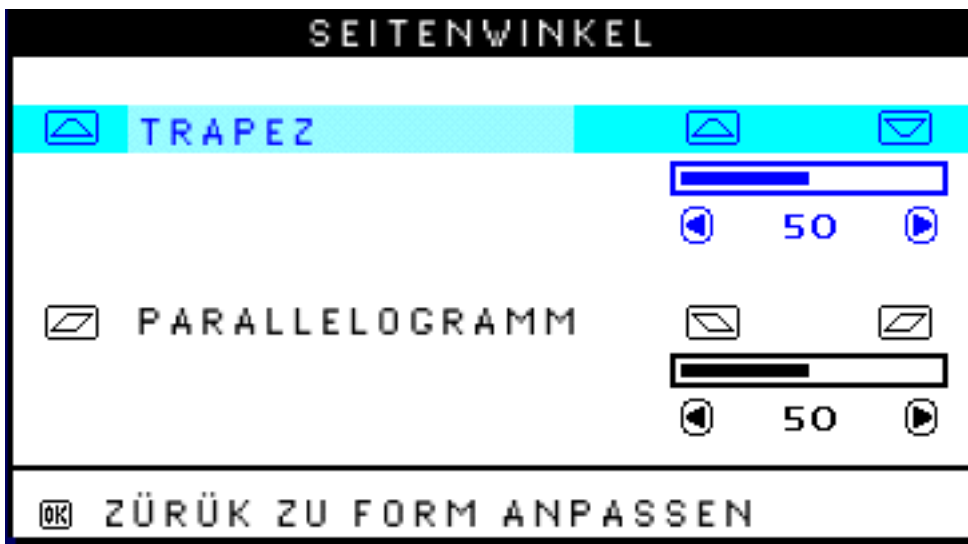 SEITENWINKEL
TRAPEZ
50
PARALLELOGRAMM
50
OK ZÜRÜK ZU FORM ANPASSEN